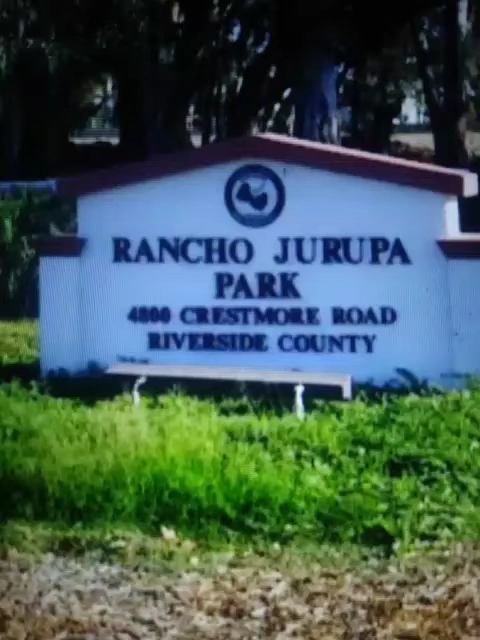 RANCHO JURUPA
PARK
4800 CRESTMORE ROAD
RIVERSIDE COUNTY